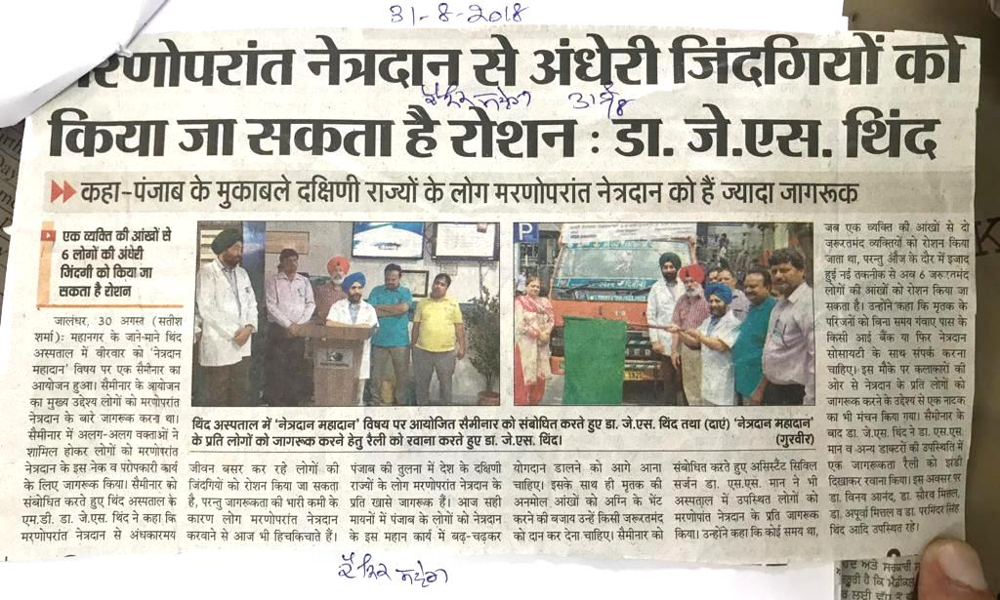 31-8-2018
मरणोपरांत नेत्रदान से अंधेरी जिंदगियों को
ਦੈਨਿਕ ਸਵੇਰਾ 31/8
किया जा सकता है रोशन : डा. जे.एस. थिंद
कहा-पंजाब के मुकाबले दक्षिणी राज्यों के लोग मरणोपरांत नेत्रदान को हैं ज्यादा जागरूक
एक व्यक्ति की आंखों से
6 लोगों की अंधेरी
जिंदगी को किया जा
सकता है रोशन
जालंधर, 30 अगस्त (सतीश
शर्मा): महानगर के जाने-माने थिंद
अस्पताल में वीरवार को 'नेत्रदान
महादान' विषय पर एक सैमीनार का
आयोजन हुआ। सैमीनार के आयोजन
का मुख्य उद्देश्य लोगों को मरणोपरांत
नेत्रदान के बारे जागरूक करना था।
सैमीनार में अलग-अलग वक्ताओं ने
शामिल होकर लोगों को मरणोपरांत
नेत्रदान के इस नेक व परोपकारी कार्य
के लिए जागरूक किया। सैमीनार को
संबोधित करते हुए थिंद अस्पताल के
एम.डी. डा. जे.एस. थिंद ने कहा कि
मरणोपरांत नेत्रदान से अंधकारमय
P
थिंद अस्पताल में 'नेत्रदान महादान' विषय पर आयोजित सैमीनार को संबोधित करते हुए डा. जे.एस. थिंद तथा (दाएं) 'नेत्रदान महादान'
के प्रति लोगों को जागरूक करने हेतु रैली को रवाना करते हुए डा. जे.एस. थिंद। (गुरवीर)
जीवन बसर कर रहे लोगों की
जिंदगियों को रोशन किया जा सकता
है, परन्तु जागरूकता की भारी कमी के
कारण लोग मरणोपरांत नेत्रदान
करवाने से आज भी हिचकिचाते हैं।
पंजाब की तुलना में देश के दक्षिणी
राज्यों के लोग मरणोपरांत नेत्रदान के
प्रति खासे जागरूक हैं। आज सही
मायनों में पंजाब के लोगों को नेत्रदान
के इस महान कार्य में बढ़-चढ़कर
योगदान डालने को आगे आना
चाहिए। इसके साथ ही मृतक की
अनमोल आंखों को अग्नि के भेंट
करने की बजाय उन्हें किसी जरूरतमंद
को दान कर देना चाहिए। सैमीनार को
संबोधित करते हुए असिस्टैंट सिविल
सर्जन डा. एस.एस. मान ने भी
अस्पताल में उपस्थित लोगों को
मरणोपरांत नेत्रदान के प्रति जागरूक
किया। उन्होंने कहा कि कोई समय था,
जब एक व्यक्ति की आंखों से दो
जरूरतमंद व्यक्तियों को रोशन किया
जाता था, परन्तु आज के दौर में इजाद
हुई नई तकनीक से अब 6 जरूरतमंद
लोगों की आंखों को रोशन किया जा
सकता है। उन्होंने कहा कि मृतक के
परिजनों को बिना समय गंवाए पास के
किसी आई बैंक या फिर नेत्रदान
सोसायटी के साथ संपर्क करना
चाहिए। इस मौके पर कलाकारों की
ओर से नेत्रदान के प्रति लोगों को
जागरूक करने के उद्देश्य से एक नाटक
का भी मंचन किया गया। सैमीनार के
बाद डा. जे.एस. थिंद ने डा. एस.एस.
मान व अन्य डाक्टरों की उपस्थिति में
एक जागरूकता रैली को झंडी
दिखाकर रवाना किया। इस अवसर पर
डा. विनय आनंद, डा. सौरव मित्तल,
डा. अपूर्वा मित्तल व डा. परमिंदर सिंह
थिंद आदि उपस्थित रहे।
ਦੈਨਿਕ ਸਵੇਰਾ